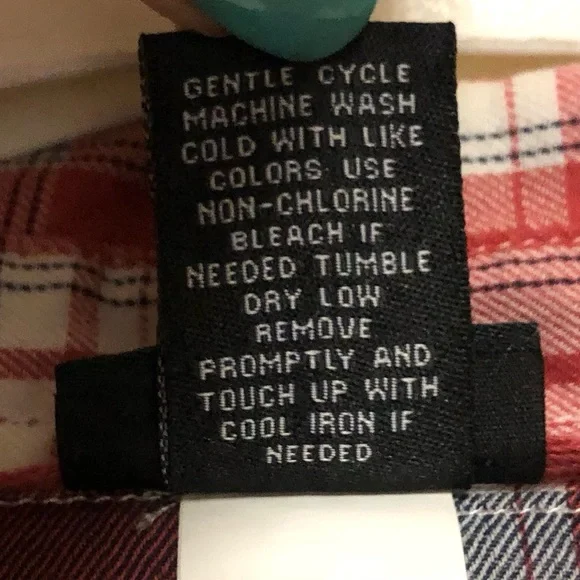 GENTLE CYCLE
MACHINE WASH
COLD WITH LIKE
COLORS USE
NON-CHLORINE
BLEACH IF
NEEDED TUMBLE
DRY LOW
REMOVE
PROMPTLY AND
TOUCH UP WITH
COOL IRON IF
NEEDED